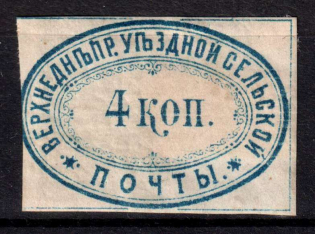 ВЕРХНЕДНѢПР. УѢЗДНОЙ СЕЛЬСКОЙ
4 КОП.
* ПОЧТЫ. *